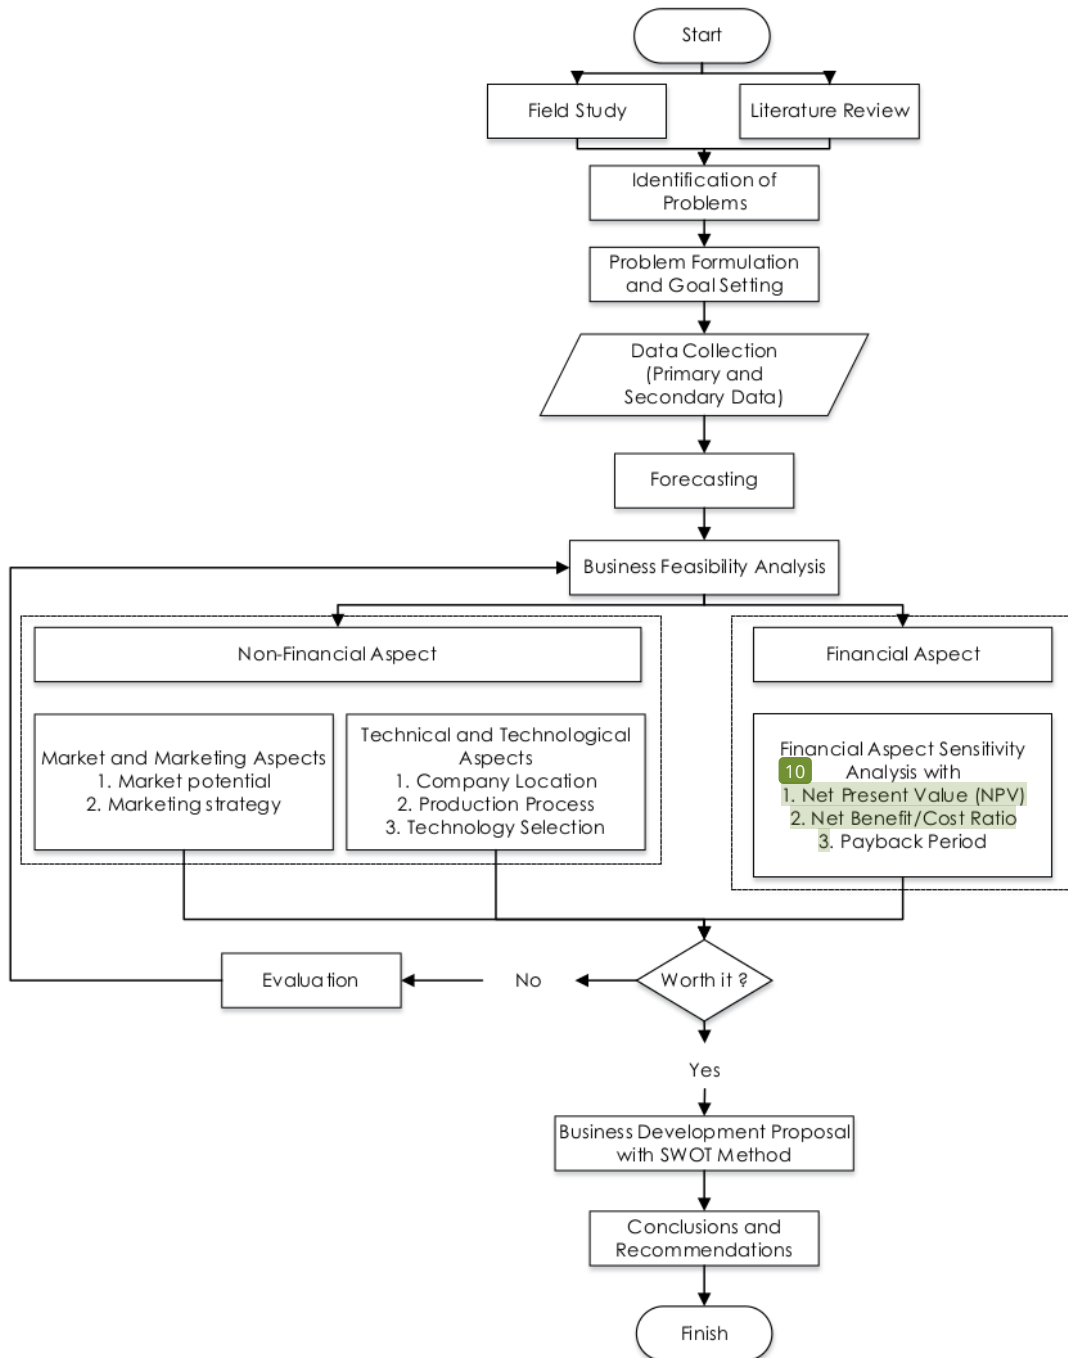 Start
Field Study
Literature Review
Identification of
Problems
Problem Formulation
and Goal Setting
Data Collection
(Primary and
Secondary Data)
Forecasting
Business Feasibility Analysis
Non-Financial Aspect
Financial Aspect
Market and Marketing Aspects
1. Market potential
2. Marketing strategy
Technical and Technological
Aspects
1. Company Location
2. Production Process
3. Technology Selection
Financial Aspect Sensitivity
10
Analysis with
1. Net Present Value (NPV)
2. Net Benefit/Cost Ratio
3. Payback Period
Evaluation
No
Worth it ?
Yes
Business Development Proposal
with SWOT Method
Conclusions and
Recommendations
Finish